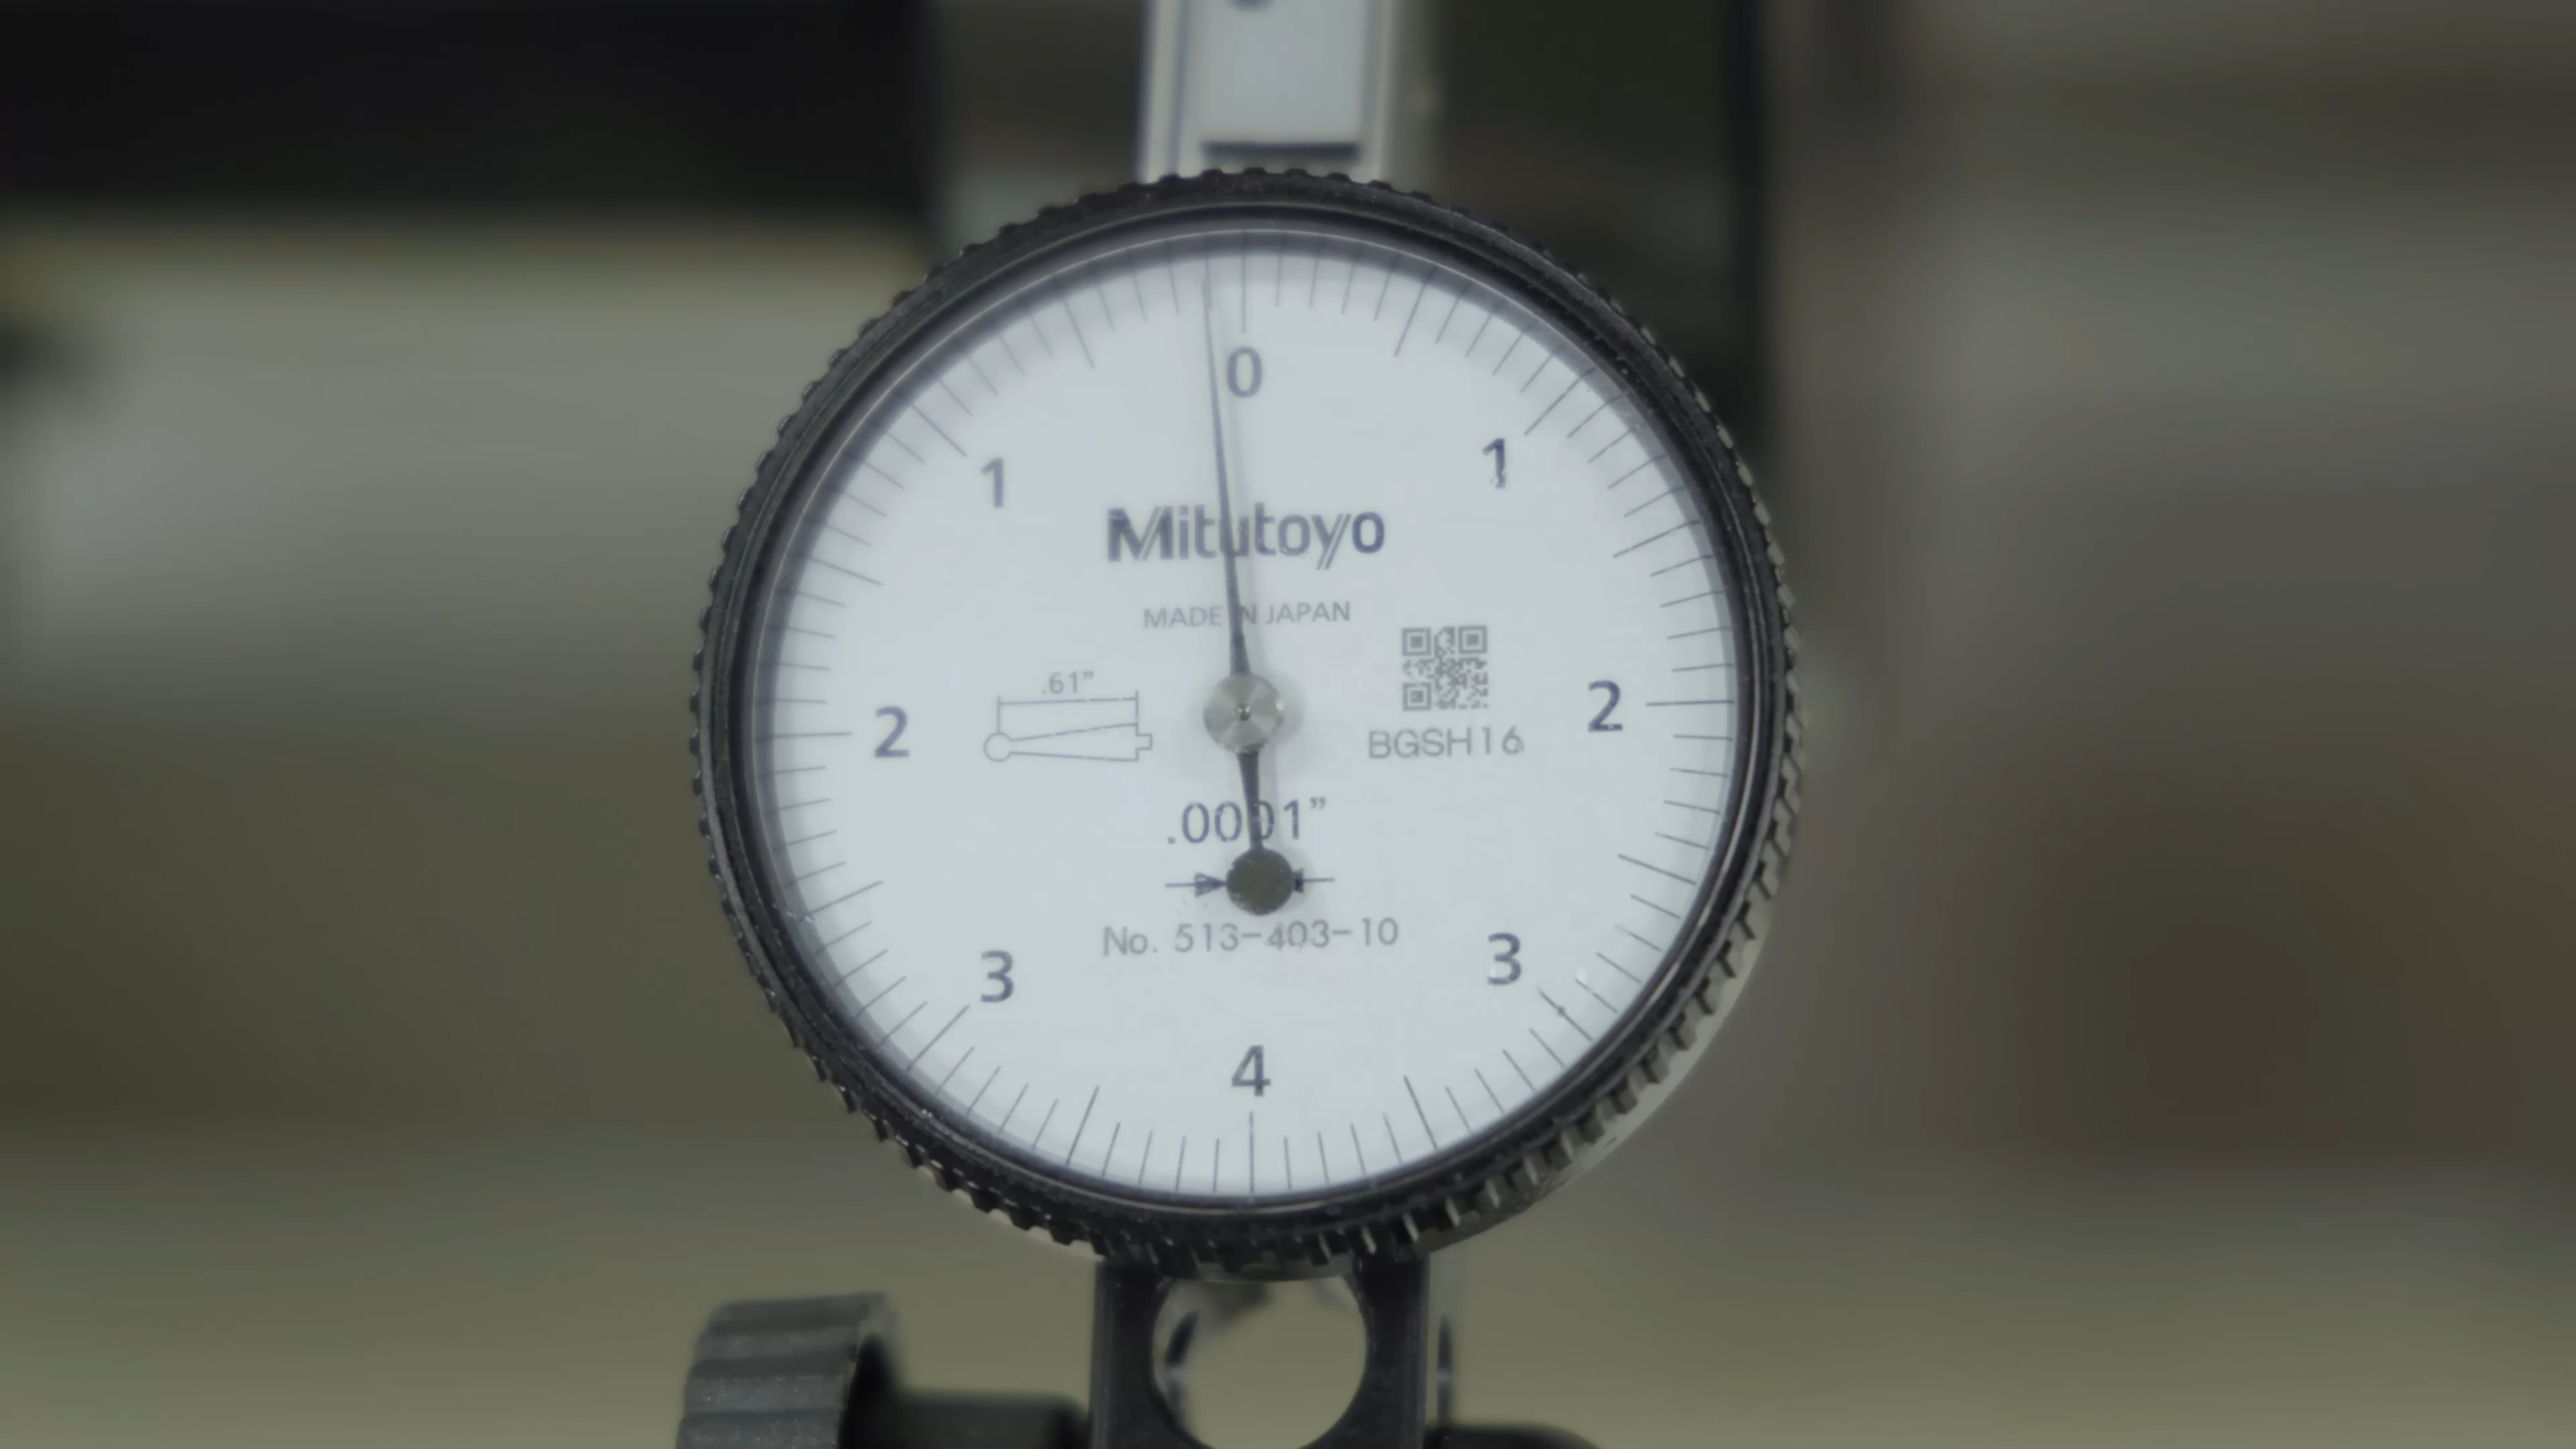 0
1 1
Mitutoyo
MADE IN JAPAN
.61"
2 2
BGSH16
.0001"
No. 513-403-10
3 3
4